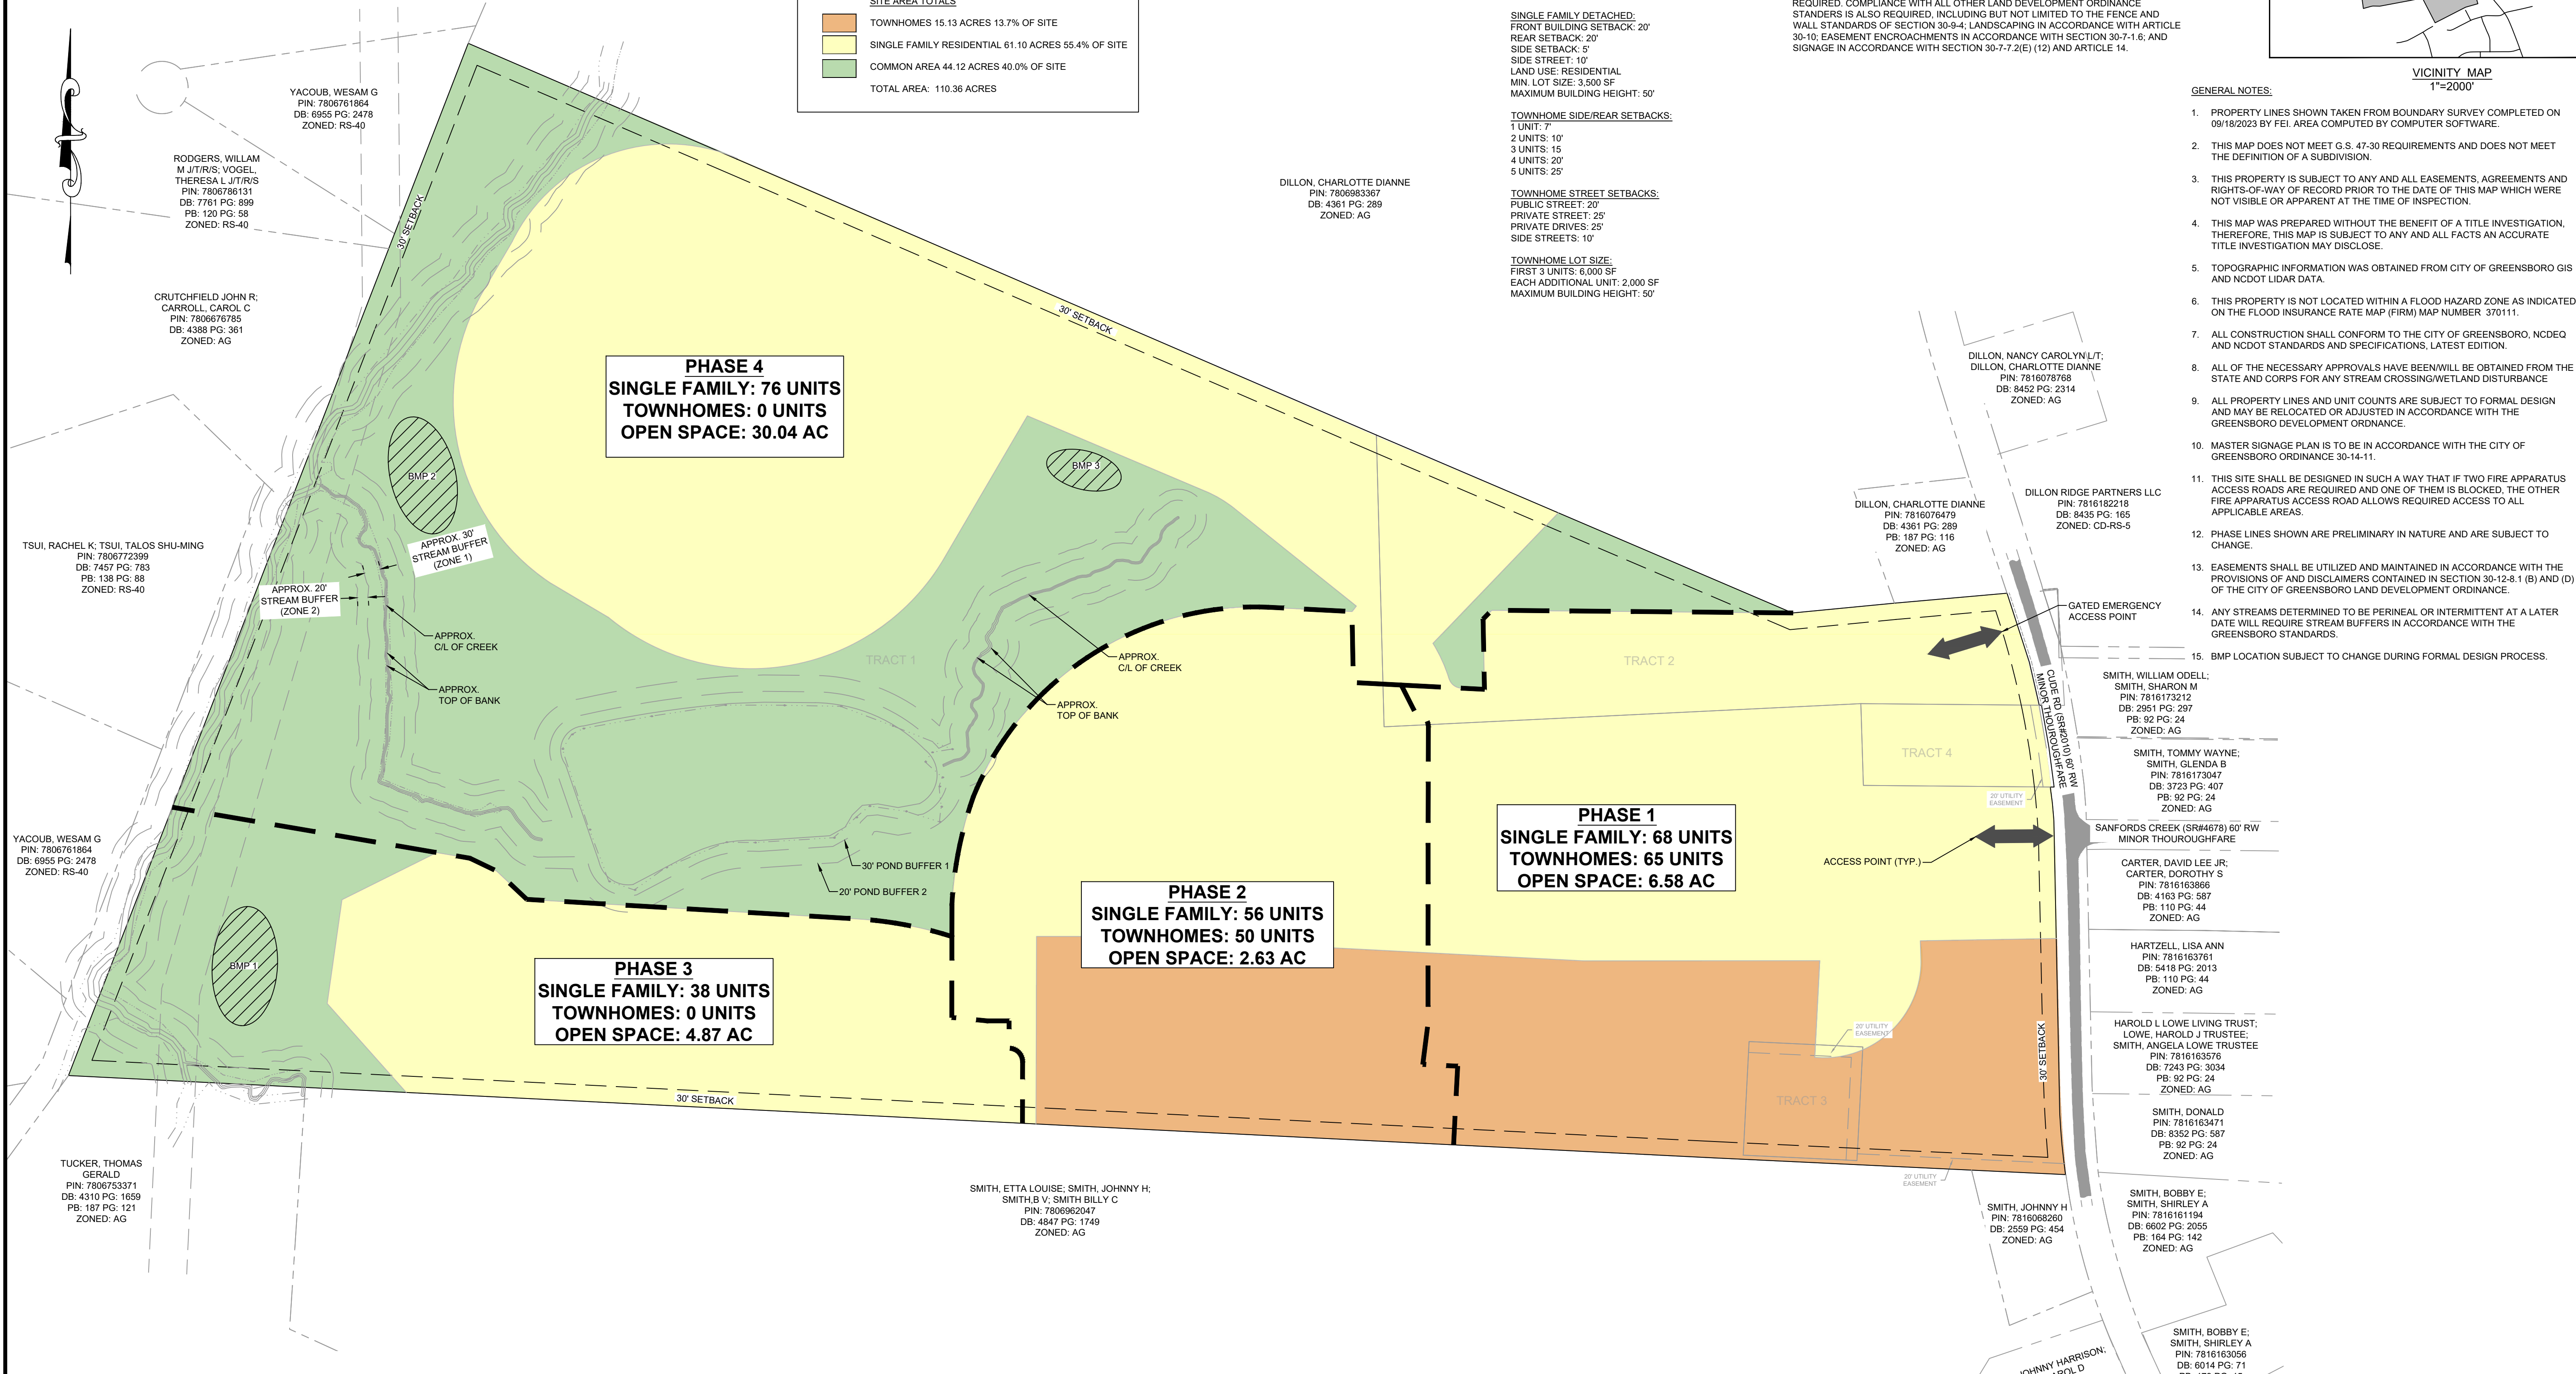 SITE AREA TOTALS
TOWNHOMES 15.13 ACRES 13.7% OF SITE
SINGLE FAMILY RESIDENTIAL 61.10 ACRES 55.4% OF SITE
COMMON AREA 44.12 ACRES 40.0% OF SITE
TOTAL AREA: 110.36 ACRES
SINGLE FAMILY DETACHED:
FRONT BUILDING SETBACK: 20'
REAR SETBACK: 20'
SIDE SETBACK: 5'
SIDE STREET: 10'
LAND USE: RESIDENTIAL
MIN. LOT SIZE: 3,500 SF
MAXIMUM BUILDING HEIGHT: 50'
TOWNHOME SIDE/REAR SETBACKS:
1 UNIT: 7'
2 UNITS: 10'
3 UNITS: 15
4 UNITS: 20'
5 UNITS: 25'
TOWNHOME STREET SETBACKS:
PUBLIC STREET: 20'
PRIVATE STREET: 25'
PRIVATE DRIVES: 25'
SIDE STREETS: 10'
TOWNHOME LOT SIZE:
FIRST 3 UNITS: 6,000 SF
EACH ADDITIONAL UNIT: 2,000 SF
MAXIMUM BUILDING HEIGHT: 50'
REQUIRED. COMPLIANCE WITH ALL OTHER LAND DEVELOPMENT ORDINANCE
STANDERS IS ALSO REQUIRED, INCLUDING BUT NOT LIMITED TO THE FENCE AND
WALL STANDARDS OF SECTION 30-9-4; LANDSCAPING IN ACCORDANCE WITH ARTICLE
30-10; EASEMENT ENCROACHMENTS IN ACCORDANCE WITH SECTION 30-7-1.6; AND
SIGNAGE IN ACCORDANCE WITH SECTION 30-7-7.2(E) (12) AND ARTICLE 14.
VICINITY MAP
1"=2000'
GENERAL NOTES:
1. PROPERTY LINES SHOWN TAKEN FROM BOUNDARY SURVEY COMPLETED ON
09/18/2023 BY FEI. AREA COMPUTED BY COMPUTER SOFTWARE.
2. THIS MAP DOES NOT MEET G.S. 47-30 REQUIREMENTS AND DOES NOT MEET
THE DEFINITION OF A SUBDIVISION.
3. THIS PROPERTY IS SUBJECT TO ANY AND ALL EASEMENTS, AGREEMENTS AND
RIGHTS-OF-WAY OF RECORD PRIOR TO THE DATE OF THIS MAP WHICH WERE
NOT VISIBLE OR APPARENT AT THE TIME OF INSPECTION.
4. THIS MAP WAS PREPARED WITHOUT THE BENEFIT OF A TITLE INVESTIGATION,
THEREFORE, THIS MAP IS SUBJECT TO ANY AND ALL FACTS AN ACCURATE
TITLE INVESTIGATION MAY DISCLOSE.
5. TOPOGRAPHIC INFORMATION WAS OBTAINED FROM CITY OF GREENSBORO GIS
AND NCDOT LIDAR DATA.
6. THIS PROPERTY IS NOT LOCATED WITHIN A FLOOD HAZARD ZONE AS INDICATED
ON THE FLOOD INSURANCE RATE MAP (FIRM) MAP NUMBER 370111.
7. ALL CONSTRUCTION SHALL CONFORM TO THE CITY OF GREENSBORO, NCDEQ
AND NCDOT STANDARDS AND SPECIFICATIONS, LATEST EDITION.
8. ALL OF THE NECESSARY APPROVALS HAVE BEEN/WILL BE OBTAINED FROM THE
STATE AND CORPS FOR ANY STREAM CROSSING/WETLAND DISTURBANCE
9. ALL PROPERTY LINES AND UNIT COUNTS ARE SUBJECT TO FORMAL DESIGN
AND MAY BE RELOCATED OR ADJUSTED IN ACCORDANCE WITH THE
GREENSBORO DEVELOPMENT ORDNANCE.
10. MASTER SIGNAGE PLAN IS TO BE IN ACCORDANCE WITH THE CITY OF
GREENSBORO ORDINANCE 30-14-11.
11. THIS SITE SHALL BE DESIGNED IN SUCH A WAY THAT IF TWO FIRE APPARATUS
ACCESS ROADS ARE REQUIRED AND ONE OF THEM IS BLOCKED, THE OTHER
FIRE APPARATUS ACCESS ROAD ALLOWS REQUIRED ACCESS TO ALL
APPLICABLE AREAS.
12. PHASE LINES SHOWN ARE PRELIMINARY IN NATURE AND ARE SUBJECT TO
CHANGE.
13. EASEMENTS SHALL BE UTILIZED AND MAINTAINED IN ACCORDANCE WITH THE
PROVISIONS OF AND DISCLAIMERS CONTAINED IN SECTION 30-12-8.1 (B) AND (D)
OF THE CITY OF GREENSBORO LAND DEVELOPMENT ORDINANCE.
14. ANY STREAMS DETERMINED TO BE PERINEAL OR INTERMITTENT AT A LATER
DATE WILL REQUIRE STREAM BUFFERS IN ACCORDANCE WITH THE
GREENSBORO STANDARDS.
15. BMP LOCATION SUBJECT TO CHANGE DURING FORMAL DESIGN PROCESS.
YACOUB, WESAM G
PIN: 7806761864
DB: 6955 PG: 2478
ZONED: RS-40
RODGERS, WILLAM
M J/T/R/S; VOGEL,
THERESA L J/T/R/S
PIN: 7806786131
DB: 7761 PG: 899
PB: 120 PG: 58
ZONED: RS-40
CRUTCHFIELD JOHN R;
CARROLL, CAROL C
PIN: 7806676785
DB: 4388 PG: 361
ZONED: AG
TSUI, RACHEL K; TSUI, TALOS SHU-MING
PIN: 7806772399
DB: 7457 PG: 783
PB: 138 PG: 88
ZONED: RS-40
YACOUB, WESAM G
PIN: 7806761864
DB: 6955 PG: 2478
ZONED: RS-40
TUCKER, THOMAS
GERALD
PIN: 7806753371
DB: 4310 PG: 1659
PB: 187 PG: 121
ZONED: AG
30' SETBACK
DILLON, CHARLOTTE DIANNE
PIN: 7806983367
DB: 4361 PG: 289
ZONED: AG
30' SETBACK
PHASE 4
SINGLE FAMILY: 76 UNITS
TOWNHOMES: 0 UNITS
OPEN SPACE: 30.04 AC
BMP 2
BMP 3
APPROX. 30'
STREAM BUFFER
(ZONE 1)
APPROX. 20'
STREAM BUFFER
(ZONE 2)
APPROX.
C/L OF CREEK
APPROX.
TOP OF BANK
TRACT 1
APPROX.
C/L OF CREEK
APPROX.
TOP OF BANK
30' POND BUFFER 1
20' POND BUFFER 2
BMP 1
PHASE 3
SINGLE FAMILY: 38 UNITS
TOWNHOMES: 0 UNITS
OPEN SPACE: 4.87 AC
30' SETBACK
PHASE 2
SINGLE FAMILY: 56 UNITS
TOWNHOMES: 50 UNITS
OPEN SPACE: 2.63 AC
PHASE 1
SINGLE FAMILY: 68 UNITS
TOWNHOMES: 65 UNITS
OPEN SPACE: 6.58 AC
TRACT 2
TRACT 4
20' UTILITY
EASEMENT
ACCESS POINT (TYP.)
20' UTILITY
EASEMENT
TRACT 3
30' SETBACK
20' UTILITY
EASEMENT
SMITH, ETTA LOUISE; SMITH, JOHNNY H;
SMITH,B V; SMITH BILLY C
PIN: 7806962047
DB: 4847 PG: 1749
ZONED: AG
DILLON, NANCY CAROLYN L/T;
DILLON, CHARLOTTE DIANNE
PIN: 7816078768
DB: 8452 PG: 2314
ZONED: AG
DILLON, CHARLOTTE DIANNE
PIN: 7816076479
DB: 4361 PG: 289
PB: 187 PG: 116
ZONED: AG
DILLON RIDGE PARTNERS LLC
PIN: 7816182218
DB: 8435 PG: 165
ZONED: CD-RS-5
GATED EMERGENCY
ACCESS POINT
CUDE RD (SR#2010) 60' RW
MINOR THOUROUGHFARE
SMITH, WILLIAM ODELL;
SMITH, SHARON M
PIN: 7816173212
DB: 2951 PG: 297
PB: 92 PG: 24
ZONED: AG
SMITH, TOMMY WAYNE;
SMITH, GLENDA B
PIN: 7816173047
DB: 3723 PG: 407
PB: 92 PG: 24
ZONED: AG
SANFORDS CREEK (SR#4678) 60' RW
MINOR THOUROUGHFARE
CARTER, DAVID LEE JR;
CARTER, DOROTHY S
PIN: 7816163866
DB: 4163 PG: 587
PB: 110 PG: 44
ZONED: AG
HARTZELL, LISA ANN
PIN: 7816163761
DB: 5418 PG: 2013
PB: 110 PG: 44
ZONED: AG
HAROLD L LOWE LIVING TRUST;
LOWE, HAROLD J TRUSTEE;
SMITH, ANGELA LOWE TRUSTEE
PIN: 7816163576
DB: 7243 PG: 3034
PB: 92 PG: 24
ZONED: AG
SMITH, DONALD
PIN: 7816163471
DB: 8352 PG: 587
PB: 92 PG: 24
ZONED: AG
SMITH, JOHNNY H
PIN: 7816068260
DB: 2559 PG: 454
ZONED: AG
SMITH, BOBBY E;
SMITH, SHIRLEY A
PIN: 7816161194
DB: 6602 PG: 2055
PB: 164 PG: 142
ZONED: AG
SMITH, BOBBY E;
SMITH, SHIRLEY A
PIN: 7816163056
DB: 6014 PG: 71
JOHNNY HARRISON;